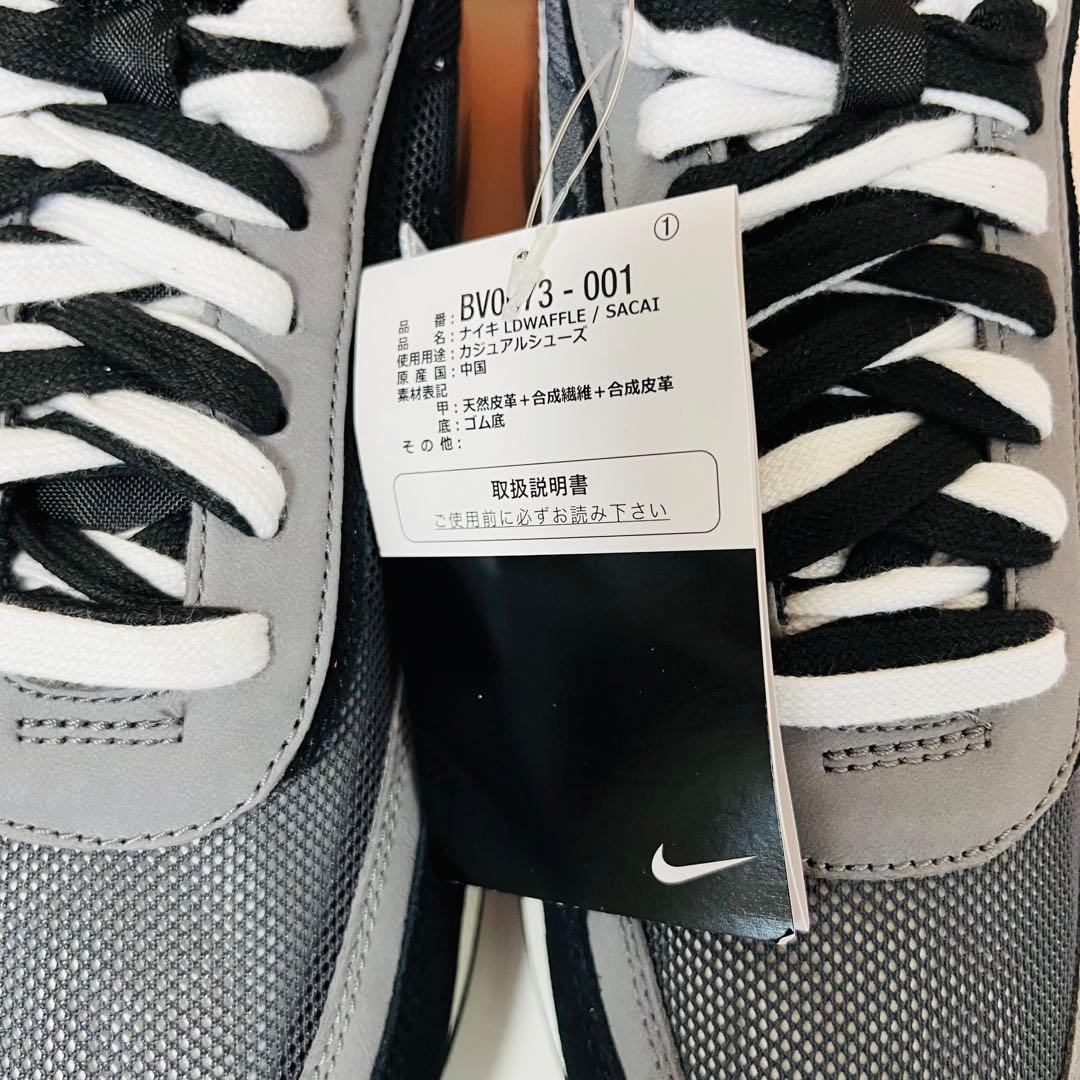 ①
品番: - 001
品名:ナイキ LDWAFFLE / SACAI
使用用途:カジュアルシューズ
原産国:中国
素材表記
甲:天然皮革+合成繊維+合成皮革
底:ゴム底
その他:
取扱説明書
ご使用前に必ずお読み下さい